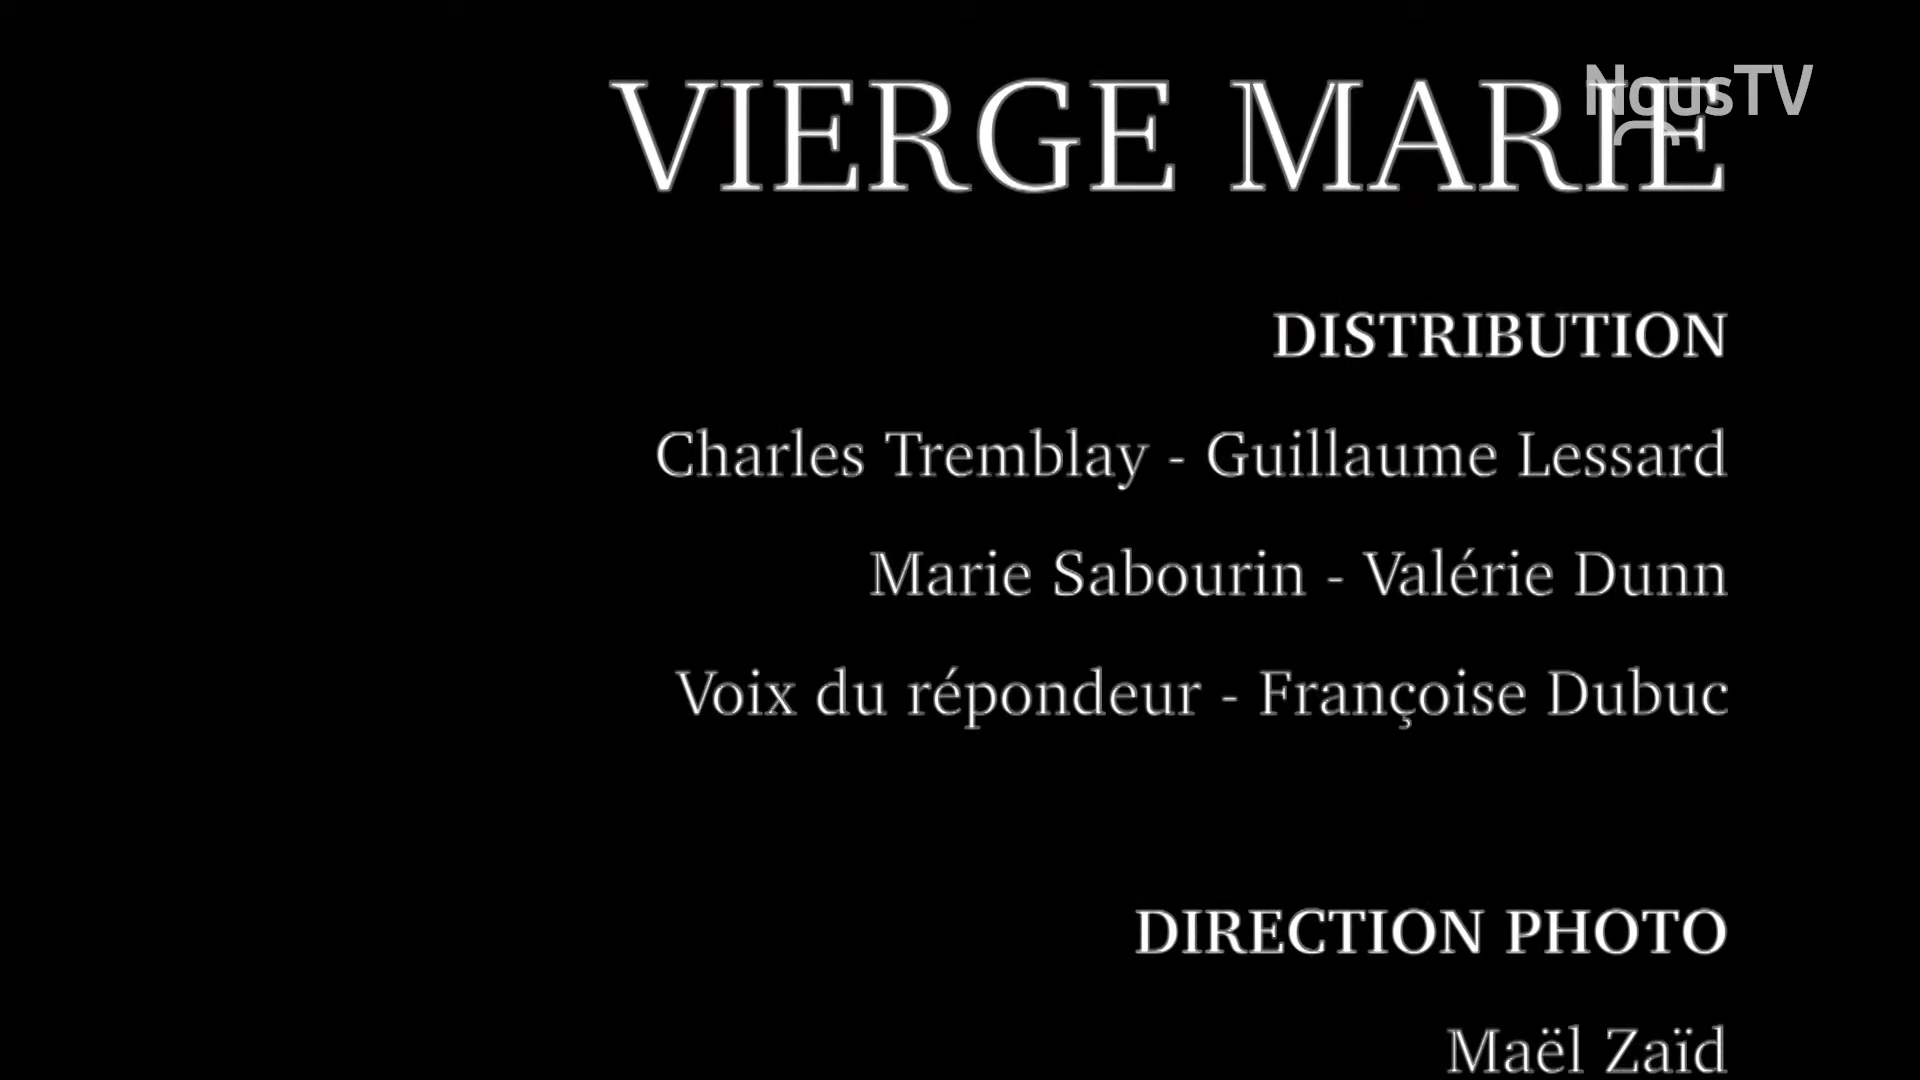 VIERGE MARIE
NousTV
DISTRIBUTION
Charles Tremblay - Guillaume Lessard
Marie Sabourin - Valérie Dunn
Voix du répondeur - Françoise Dubuc
DIRECTION PHOTO
Maël Zaïd